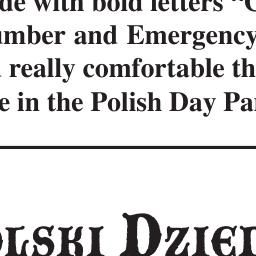 de with bold letters "C
umber and Emergency
really comfortable th
e in the Polish Day Pa
OLSKI DZIEN